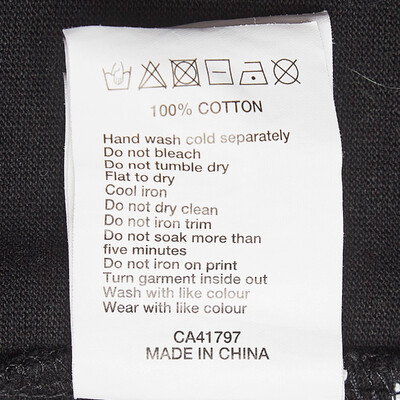 100% COTTON
Hand wash cold separately
Do not bleach
Do not tumble dry
Flat to dry
Cool iron
Do not dry clean
Do not iron trim
Do not soak more than
five minutes
Do not iron on print
Turn garment inside out
Wash with like colour
Wear with like colour
CA41797
MADE IN CHINA